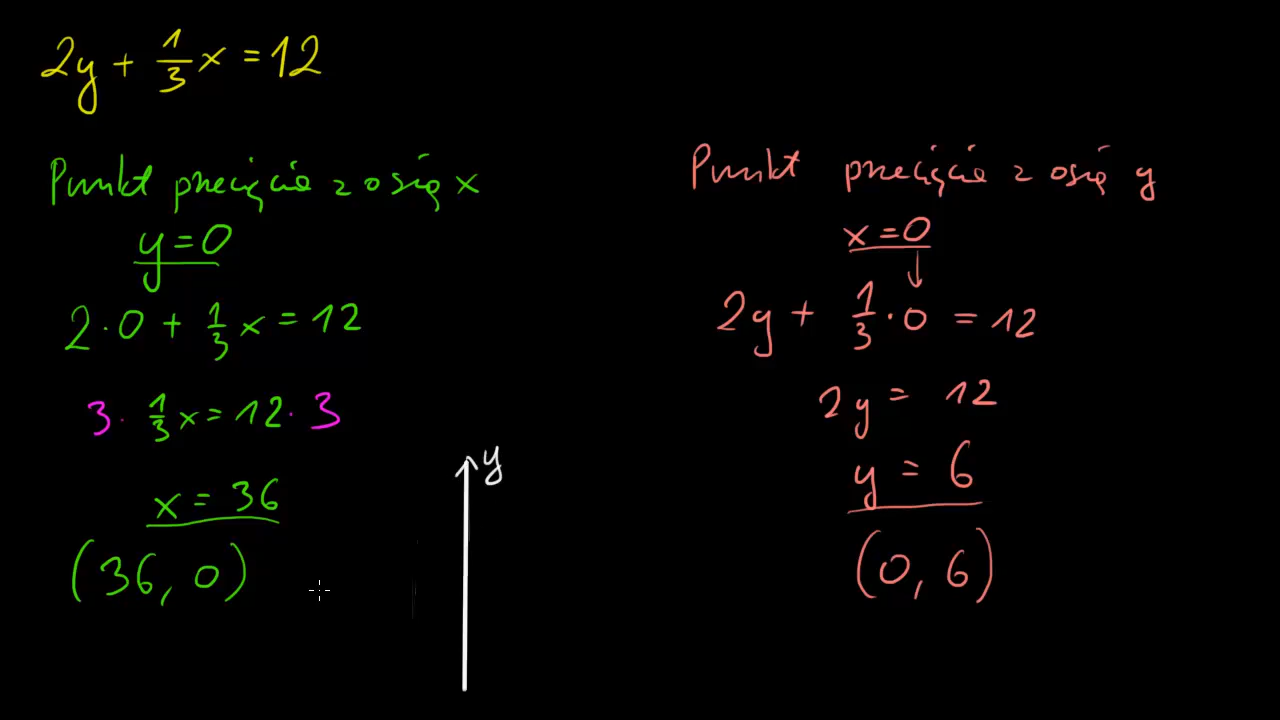 2y + 1/3 x = 12
Punkt przecięcia z osią x
y = 0
2 · 0 + 1/3 x = 12
3 · 1/3 x = 12 · 3
x = 36
(36, 0)
y
Punkt przecięcia z osią y
x = 0
2y + 1/3 · 0 = 12
2y = 12
y = 6
(0, 6)